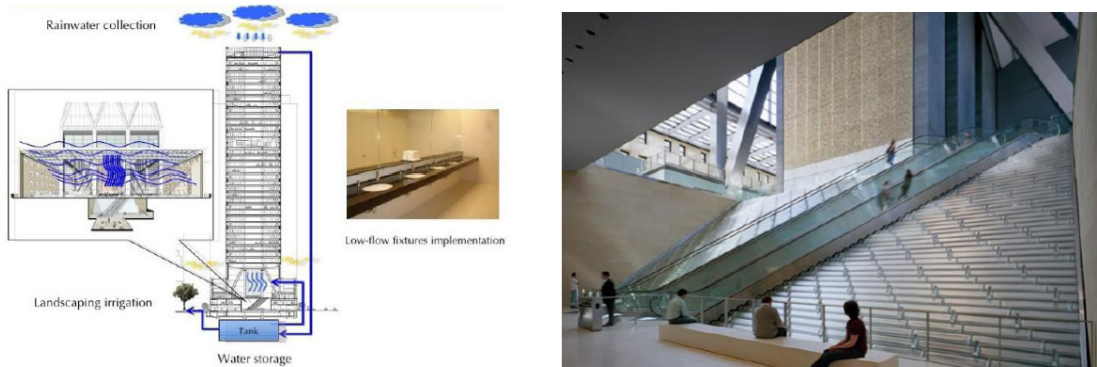 Rainwater collection
Low-flow fixtures implementation
Landscaping irrigation
Tank
Water storage